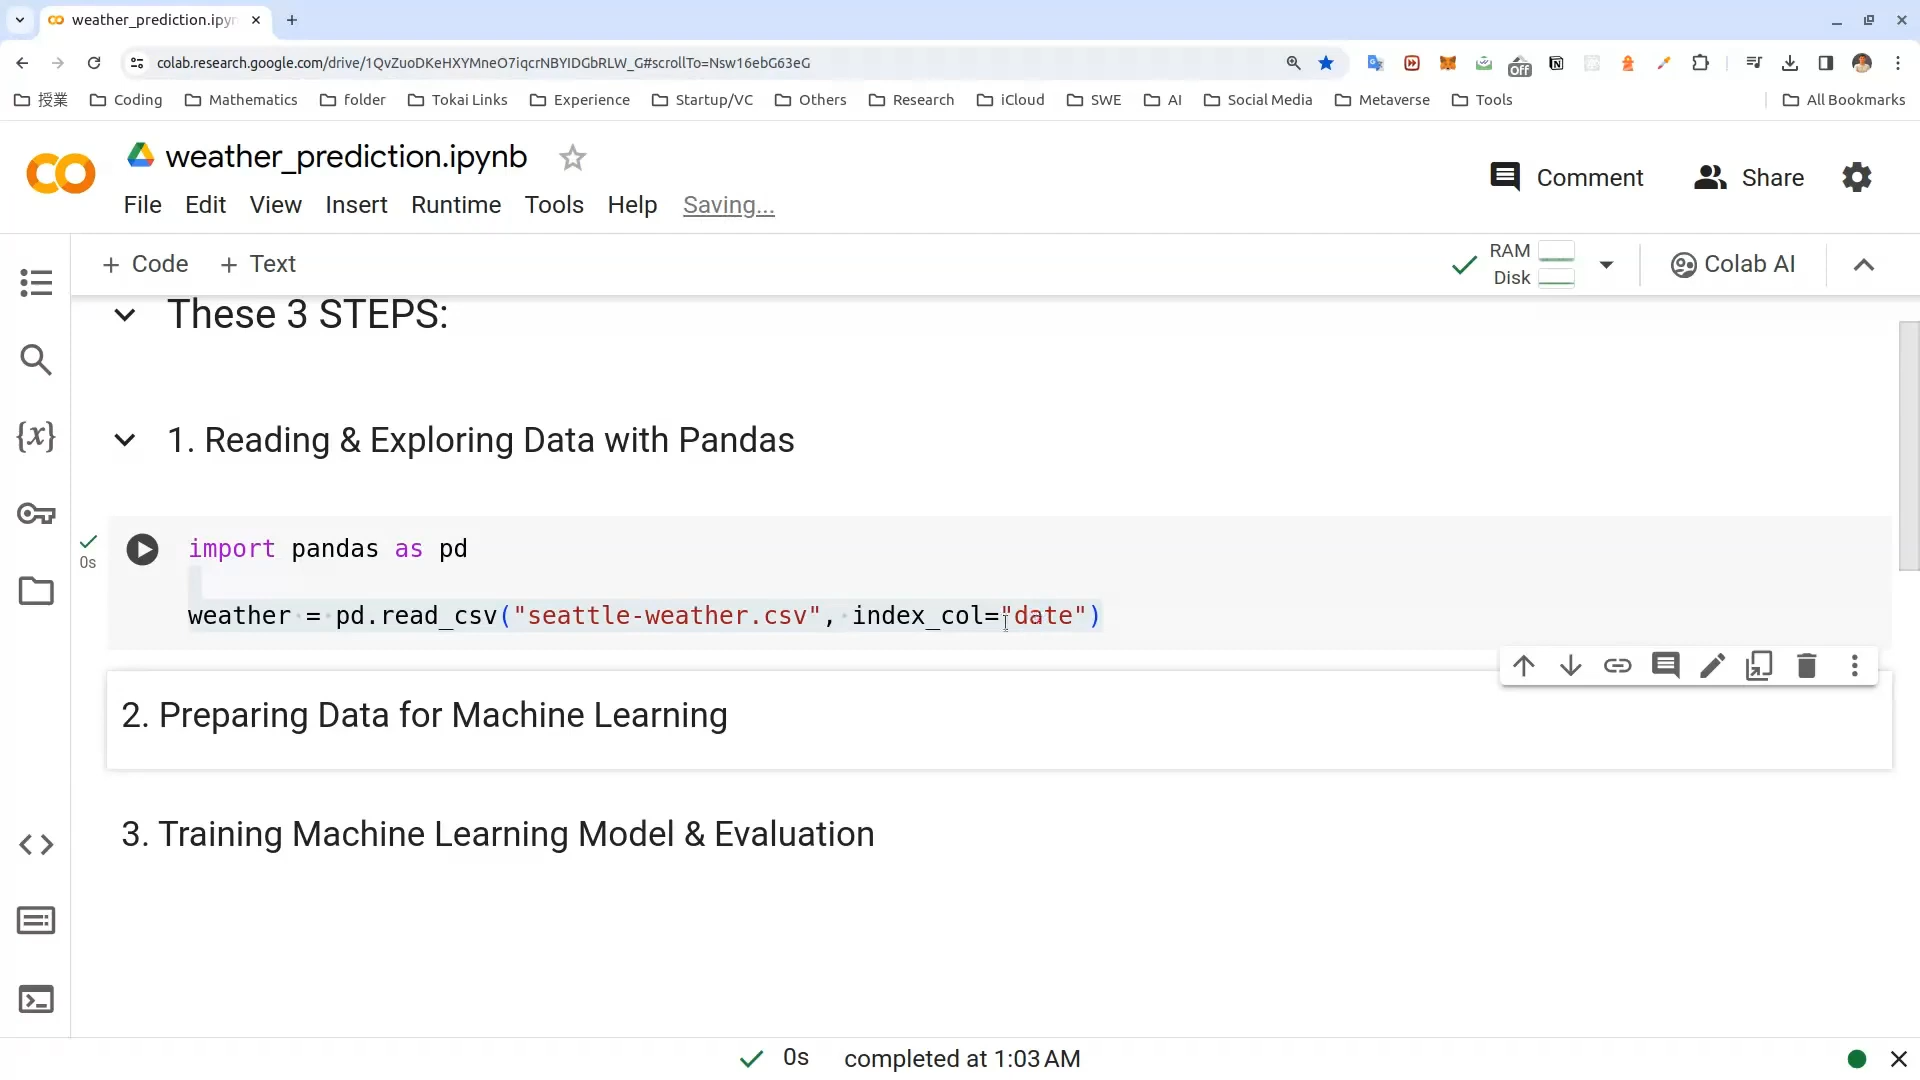 weather_prediction.ipyn
colab.research.google.com/drive/1QvZuoDKeHXYMneO7iqcrNBYIDGbRLW_G#scrollTo=Nsw16ebG63eG
Off
授業 Coding Mathematics folder Tokai Links Experience Startup/VC Others Research iCloud SWE AI Social Media Metaverse Tools All Bookmarks
weather_prediction.ipynb
Comment Share
File Edit View Insert Runtime Tools Help Saving...
+ Code + Text
RAM
Disk
Colab AI
These 3 STEPS:
{x}
1. Reading & Exploring Data with Pandas
import pandas as pd
0s
weather = pd.read_csv("seattle-weather.csv", index_col="date")
2. Preparing Data for Machine Learning
3. Training Machine Learning Model & Evaluation
0s completed at 1:03 AM